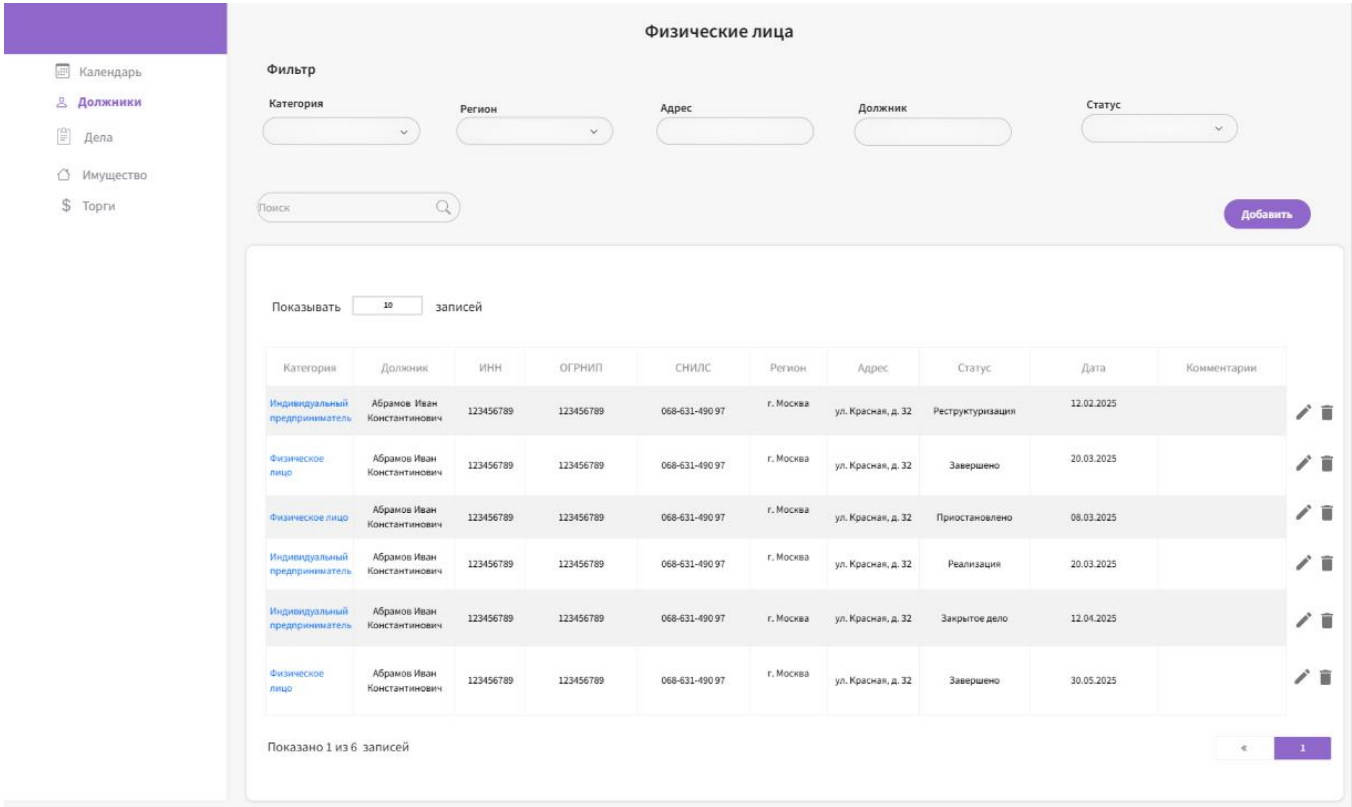 Физические лица
Календарь
Должники
Дела
Имущество
$ Торги
Фильтр
Категория Регион Адрес Должник Статус
Поиск
Добавить
Показывать 10 записей
Категория Должник ИНН ОГРНИП СНИЛС Регион Адрес Статус Дата Комментарии
Индивидуальный Абрамов Иван г. Москва 12.02.2025
предприниматель Константинович 123456789 123456789 068-631-490 97 ул. Красная, д. 32 Реструктуризация
Физическое Абрамов Иван г. Москва 20.03.2025
лицо Константинович 123456789 123456789 068-631-490 97 ул. Красная, д. 32 Завершено
Абрамов Иван г. Москва
Физическое лицо Константинович 123456789 123456789 068-631-490 97 ул. Красная, д. 32 Приостановлено 08.03.2025
Индивидуальный Абрамов Иван г. Москва
предприниматель Константинович 123456789 123456789 068-631-490 97 ул. Красная, д. 32 Реализация 20.03.2025
Индивидуальный Абрамов Иван
предприниматель Константинович 123456789 123456789 068-631-490 97 г. Москва ул. Красная, д. 32 Закрытое дело 12.04.2025
Физическое Абрамов Иван г. Москва
лицо Константинович 123456789 123456789 068-631-490 97 ул. Красная, д. 32 Завершено 30.05.2025
Показано 1 из 6 записей
« 1